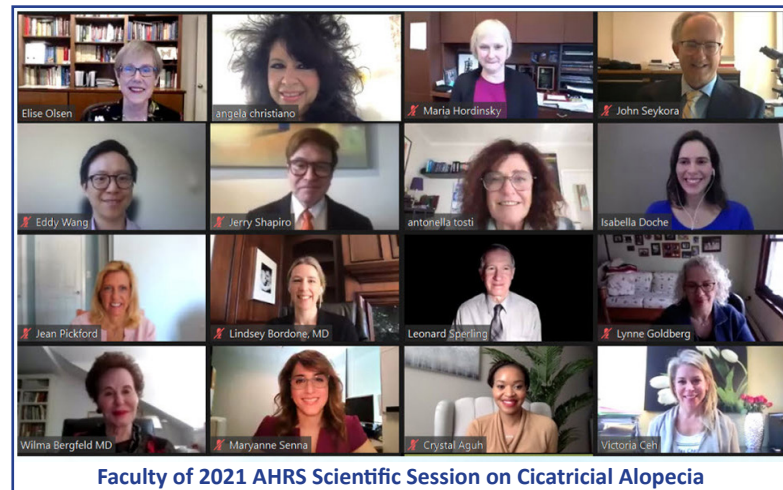 Elise Olsen
angela christiano
Maria Hordinsky
John Seykora
Eddy Wang
Jerry Shapiro
antonella tosti
Isabella Doche
Jean Pickford
Lindsey Bordone, MD
Leonard Sperling
Lynne Goldberg
Wilma Bergfeld MD
Maryanne Senna
Crystal Aguh
Victoria Ceh
Faculty of 2021 AHRS Scientific Session on Cicatricial Alopecia